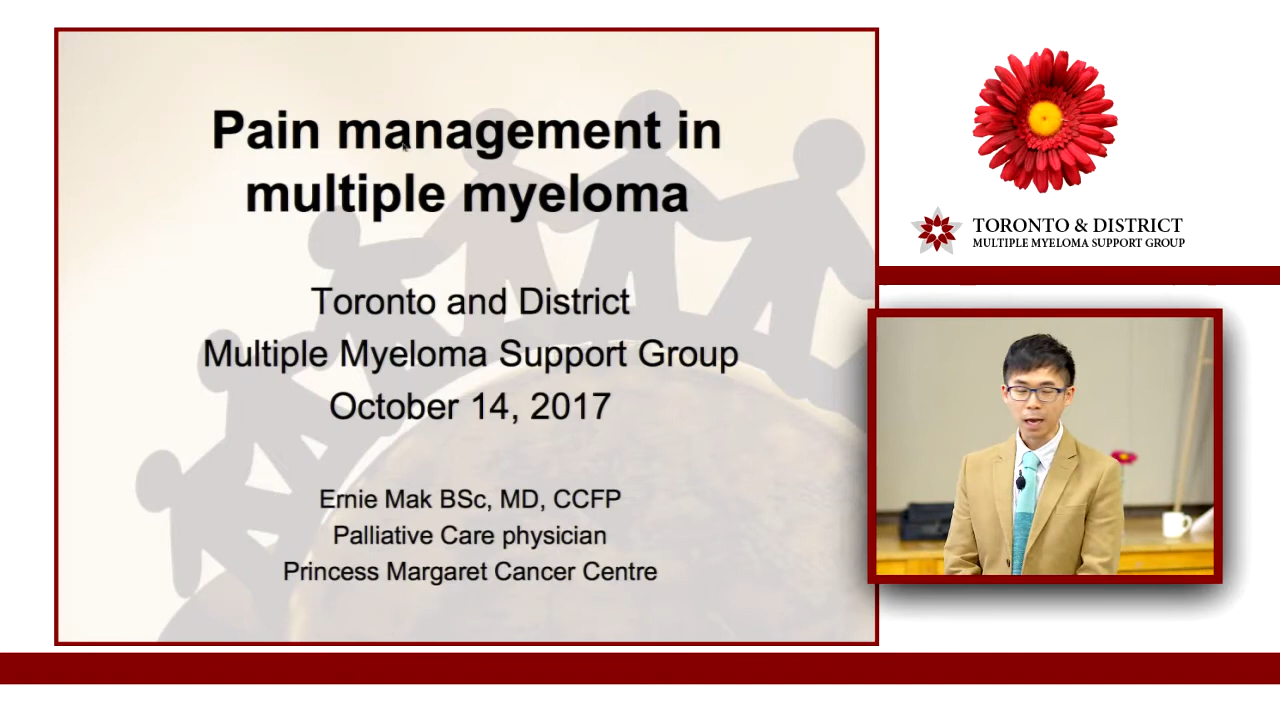 Pain management in
multiple myeloma
Toronto and District
Multiple Myeloma Support Group
October 14, 2017
Ernie Mak BSc, MD, CCFP
Palliative Care physician
Princess Margaret Cancer Centre
TORONTO & DISTRICT
MULTIPLE MYELOMA SUPPORT GROUP